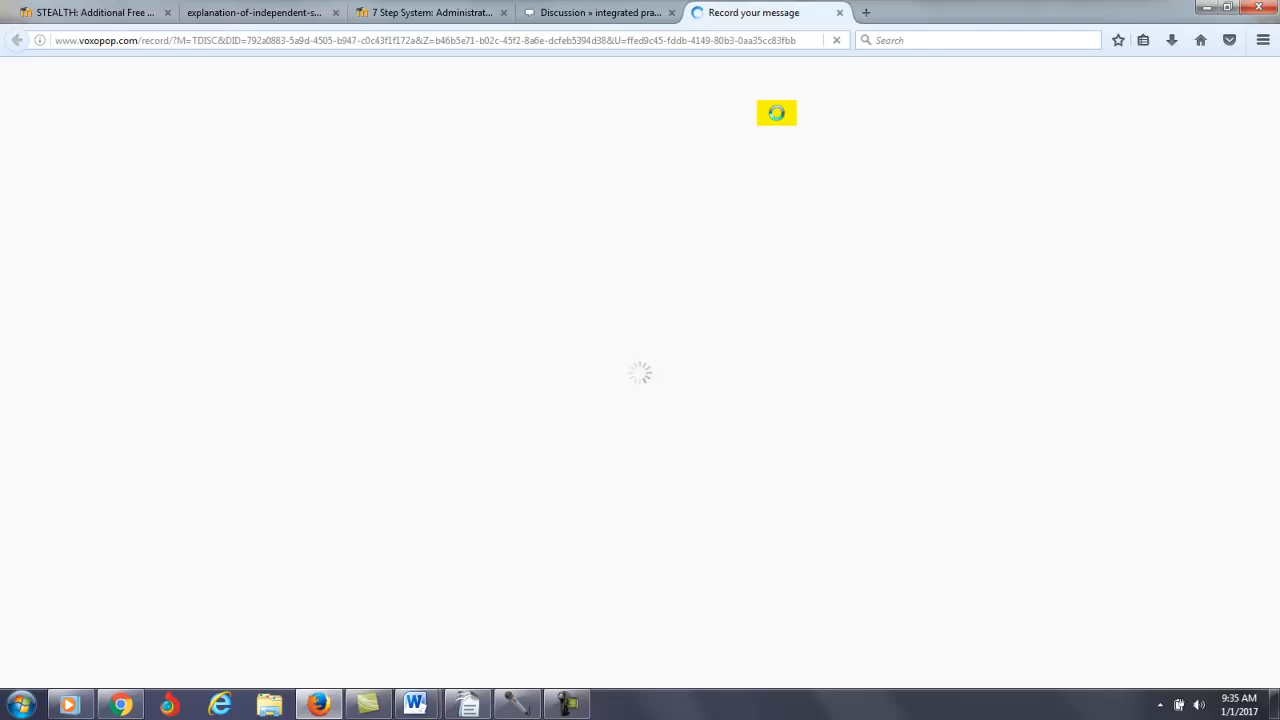 STEALTH: Additional Free ...
explanation-of-independent-s...
7 Step System: Administrat...
Discussion » integrated pra...
Record your message
www.voxopop.com/record/?M=TDISC&DID=792a0883-5a9d-4505-b947-c0c43f1f172a&Z=b46b5e71-b02c-45f2-8a6e-dcfeb5394d38&U=ffed9c45-fddb-4149-80b3-0aa35cc83fbb
Search
9:35 AM
1/1/2017